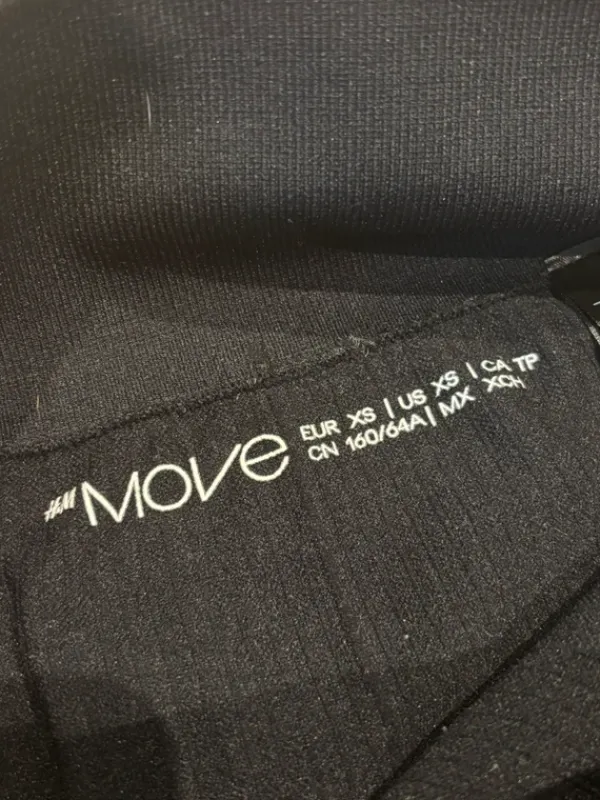 H&M MOVE
EUR XS | US XS | CA TP
CN 160/64A | MX XCH